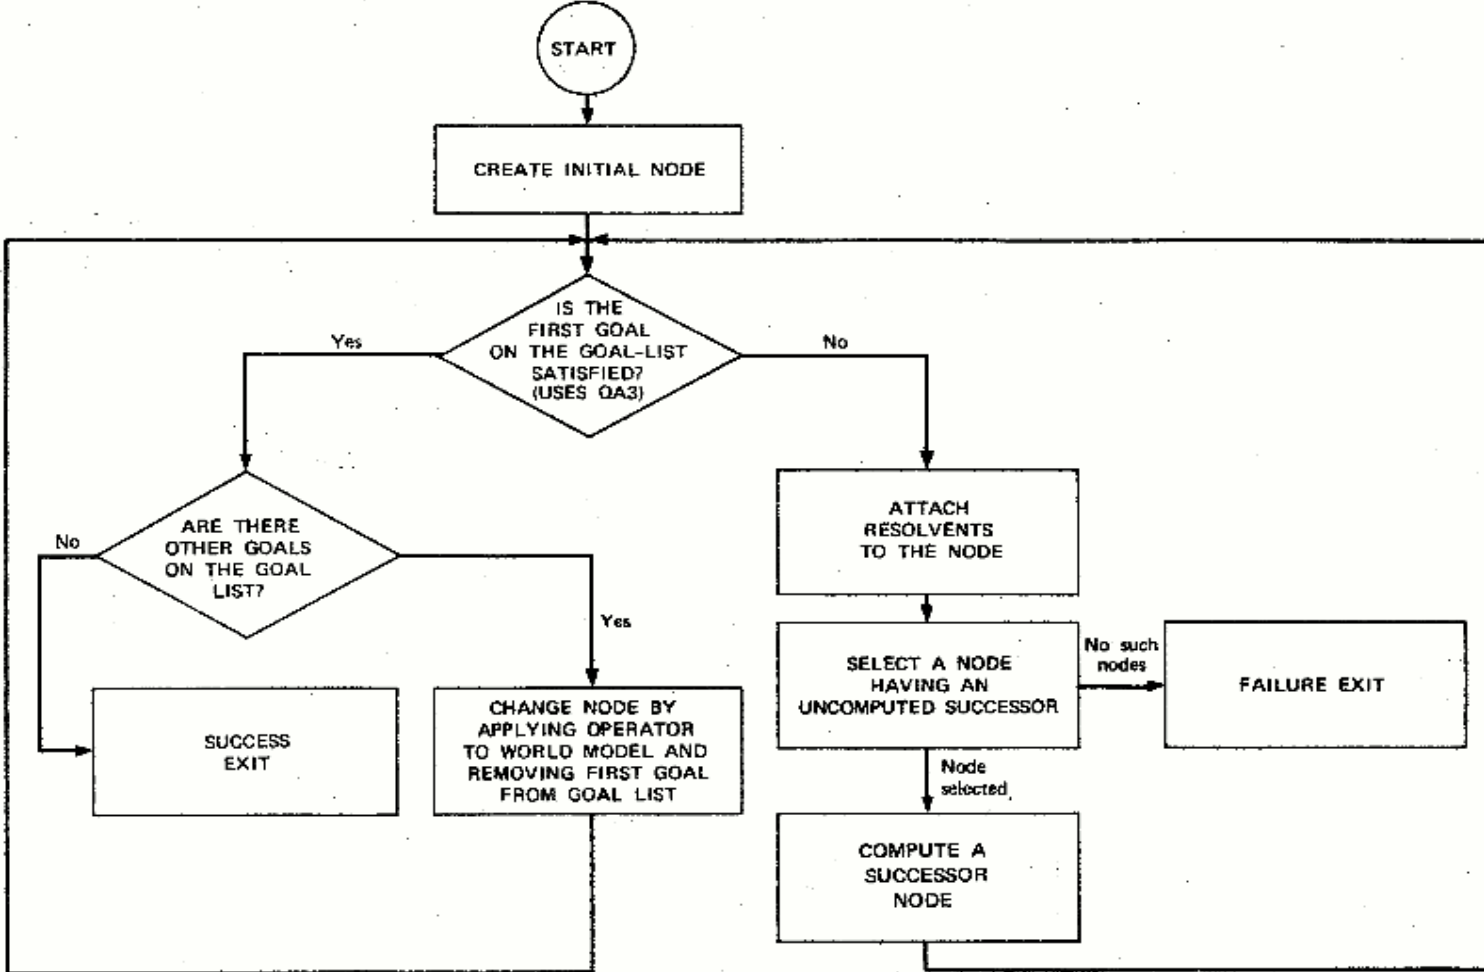 START
CREATE INITIAL NODE
IS THE
FIRST GOAL
ON THE GOAL-LIST
SATISFIED?
(USES QA3)
Yes
No
ARE THERE
OTHER GOALS
ON THE GOAL
LIST?
No
Yes
ATTACH
RESOLVENTS
TO THE NODE
SELECT A NODE
HAVING AN
UNCOMPUTED SUCCESSOR
No such
nodes
FAILURE EXIT
SUCCESS
EXIT
CHANGE NODE BY
APPLYING OPERATOR
TO WORLD MODEL AND
REMOVING FIRST GOAL
FROM GOAL LIST
Node
selected
COMPUTE A
SUCCESSOR
NODE